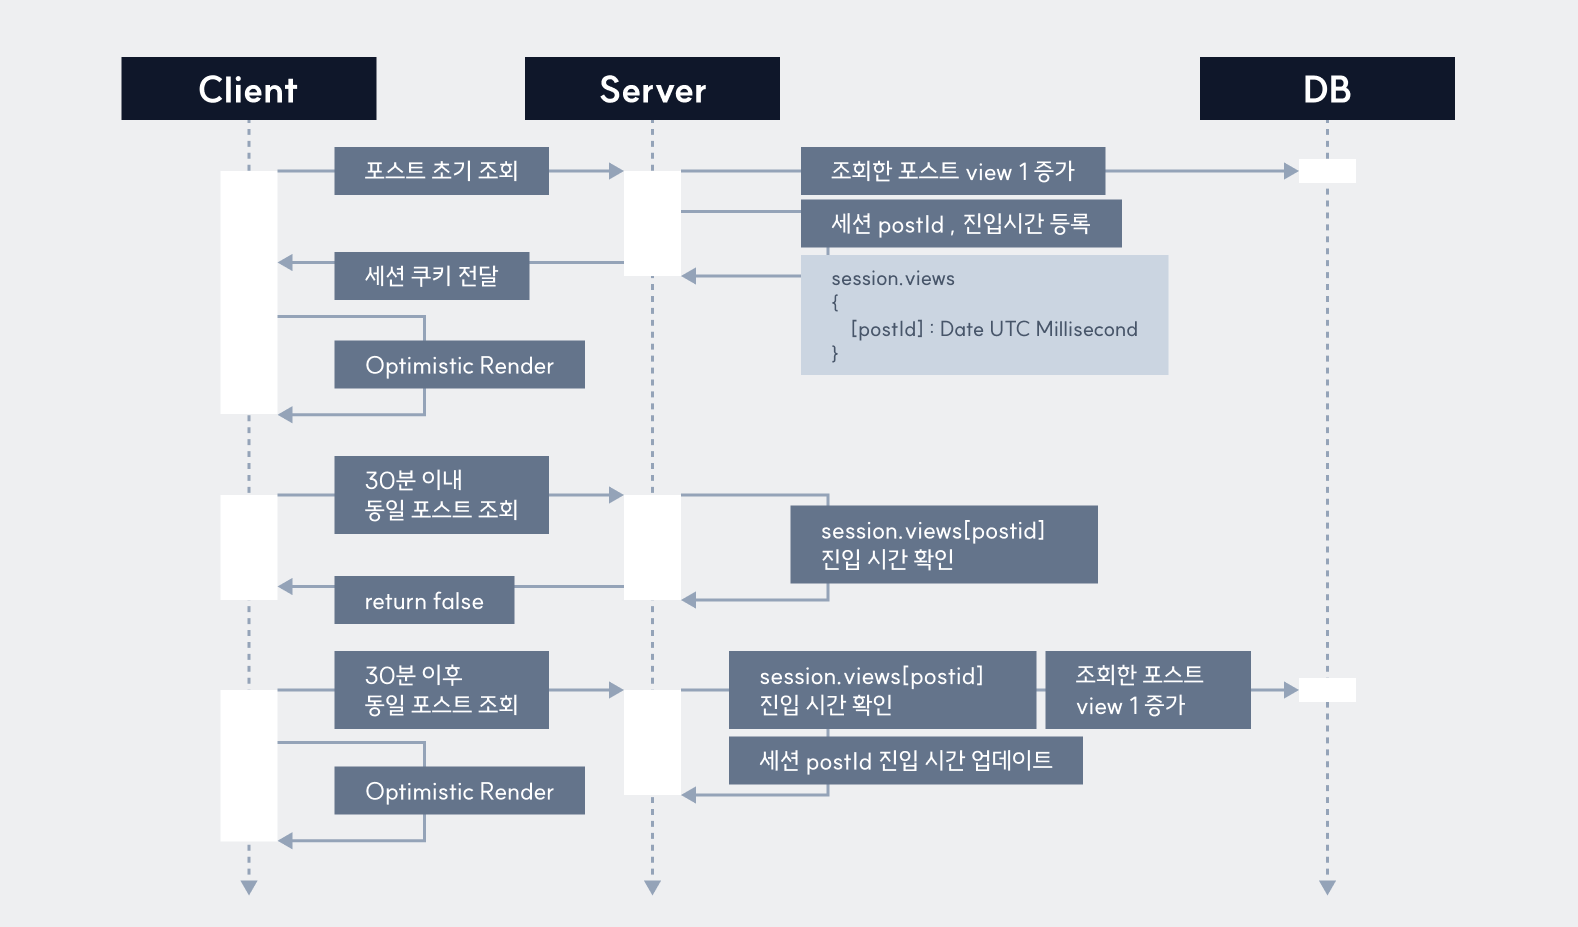 Client
Server
DB
포스트 초기 조회
조회한 포스트 view 1 증가
세션 postId , 진입시간 등록
세션 쿠키 전달
session.views
{
[postId] : Date UTC Millisecond
}
Optimistic Render
30분 이내
동일 포스트 조회
session.views[postid]
진입 시간 확인
return false
30분 이후
동일 포스트 조회
session.views[postid]
진입 시간 확인
조회한 포스트
view 1 증가
세션 postId 진입 시간 업데이트
Optimistic Render